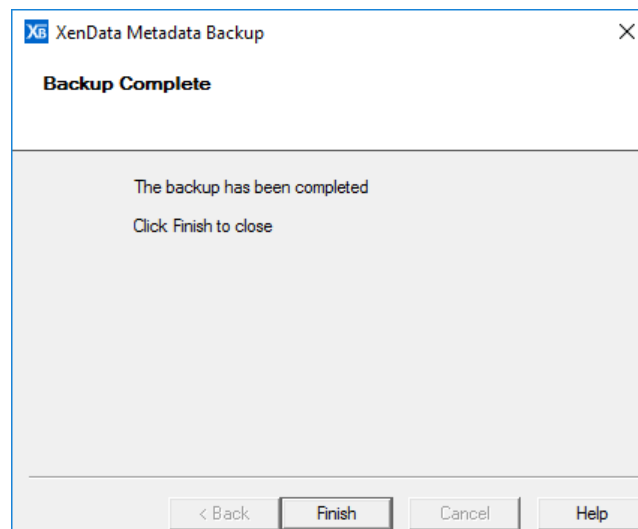 XB XenData Metadata Backup
Backup Complete
The backup has been completed
Click Finish to close
< Back Finish Cancel Help